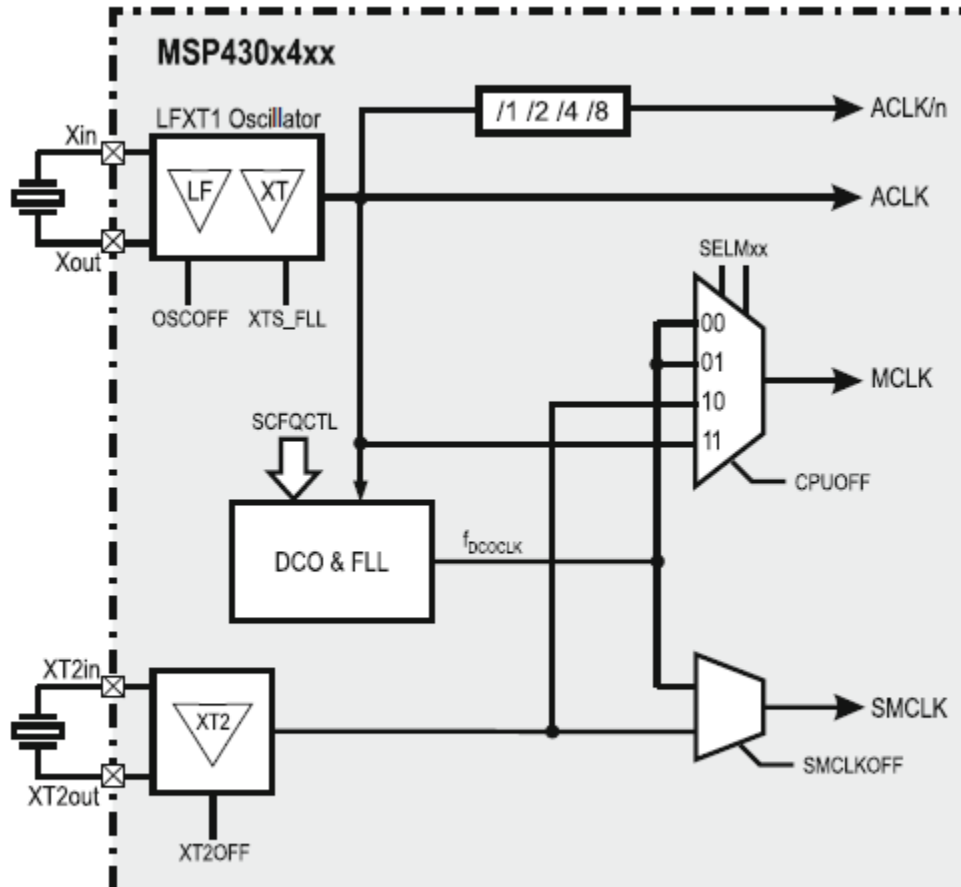 MSP430x4xx
LFXT1 Oscillator
/1 /2 /4 /8
ACLK/n
Xin
LF
XT
ACLK
Xout
SELMxx
OSCOFF
XTS_FLL
00
01
MCLK
10
SCFQCTL
11
CPUOFF
fDCOCLK
DCO & FLL
XT2in
XT2
SMCLK
SMCLKOFF
XT2out
XT2OFF